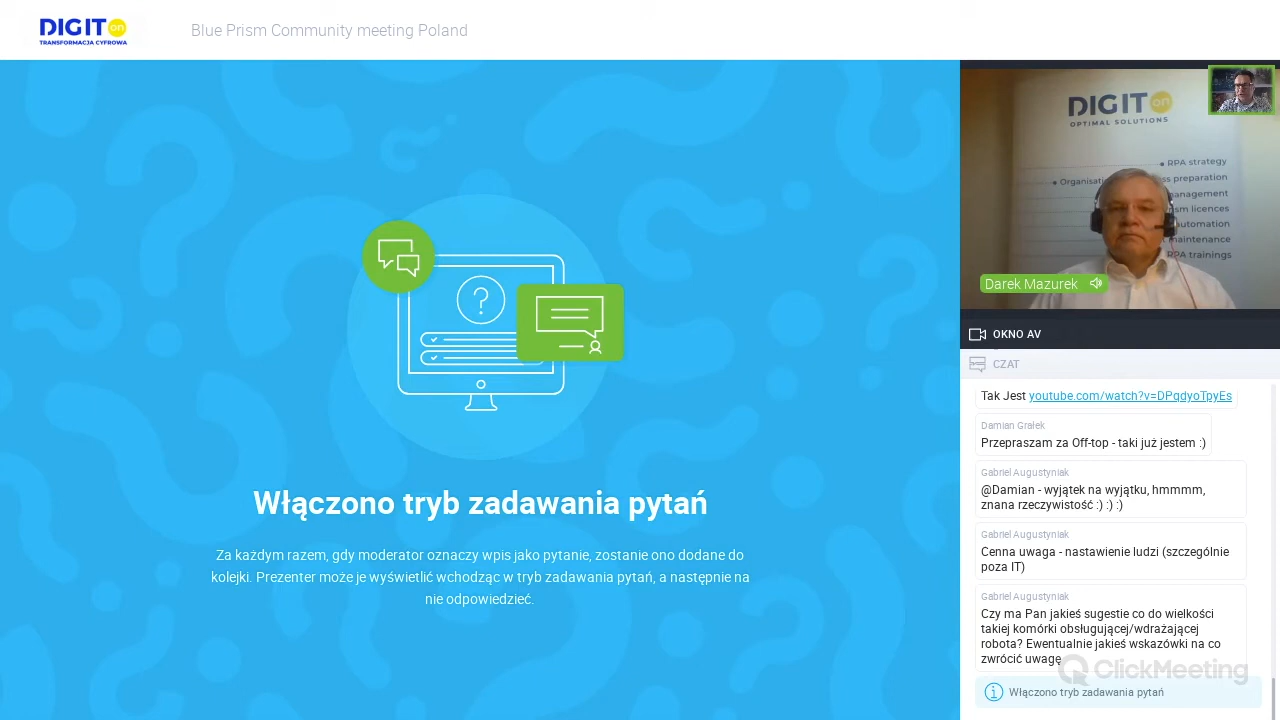 DIGIT on
TRANSFORMACJA CYFROWA
Blue Prism Community meeting Poland
Włączono tryb zadawania pytań
Za każdym razem, gdy moderator oznaczy wpis jako pytanie, zostanie ono dodane do
kolejki. Prezenter może je wyświetlić wchodząc w tryb zadawania pytań, a następnie na
nie odpowiedzieć.
DIGIT on
OPTIMAL SOLUTIONS
RPA strategy
preparation
licences
automation
maintenance
RPA trainings
Darek Mazurek
OKNO AV
CZAT
Tak Jest youtube.com/watch?v=DPqdyoTpyEs
Damian Grałek
Przepraszam za Off-top - taki już jestem :)
Gabriel Augustyniak
@Damian - wyjątek na wyjątku, hmmmm,
znana rzeczywistość :) :) :)
Gabriel Augustyniak
Cenna uwaga - nastawienie ludzi (szczególnie
poza IT)
Gabriel Augustyniak
Czy ma Pan jakieś sugestie co do wielkości
takiej komórki obsługującej/wdrażającej
robota? Ewentualnie jakieś wskazówki na co
zwrócić uwagę
ClickMeeting
Włączono tryb zadawania pytań